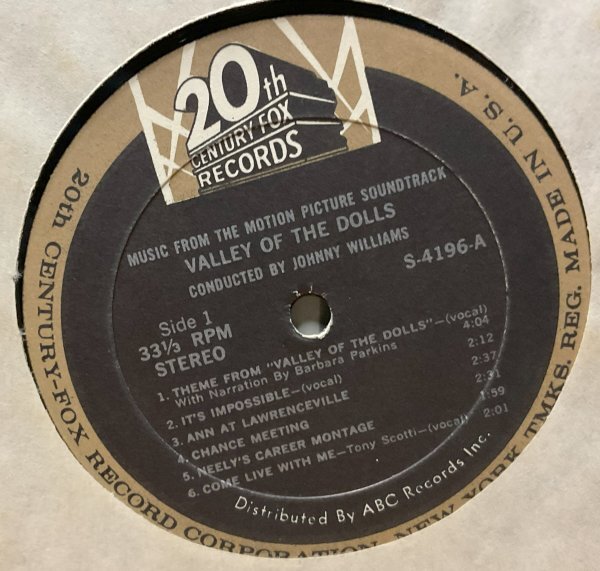 20th
CENTURY FOX
RECORDS
MUSIC FROM THE MOTION PICTURE SOUNDTRACK
VALLEY OF THE DOLLS
CONDUCTED BY JOHNNY WILLIAMS
S-4196-A
Side 1
33⅓ RPM
STEREO
1. THEME FROM "VALLEY OF THE DOLLS"—(vocal)
With Narration By Barbara Parkins 4:04
2. IT'S IMPOSSIBLE—(vocal) 2:12
3. ANN AT LAWRENCEVILLE 2:37
4. CHANCE MEETING 2:31
5. NEELY'S CAREER MONTAGE 1:59
6. COME LIVE WITH ME—Tony Scotti—(vocal) 2:01
Distributed By ABC Records Inc.
20th CENTURY-FOX RECORD CORPORATION, NEW YORK TMKS. REG. MADE IN U.S.A.